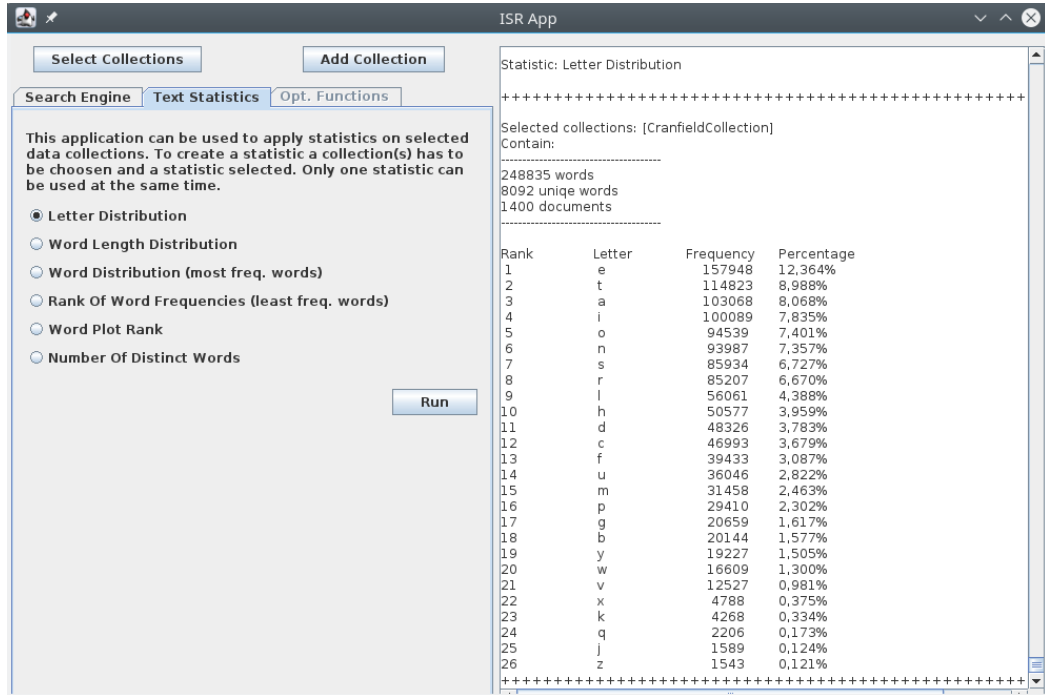 ISR App
Select Collections Add Collection
Search Engine Text Statistics Opt. Functions
This application can be used to apply statistics on selected
data collections. To create a statistic a collection(s) has to
be choosen and a statistic selected. Only one statistic can
be used at the same time.
Letter Distribution
Word Length Distribution
Word Distribution (most freq. words)
Rank Of Word Frequencies (least freq. words)
Word Plot Rank
Number Of Distinct Words
Run
Statistic: Letter Distribution
++++++++++++++++++++++++++++++++++++++++++++++++++
Selected collections: [CranfieldCollection]
Contain:
--------------------------------------
248835 words
8092 uniqe words
1400 documents
--------------------------------------
Rank Letter Frequency Percentage
1 e 157948 12,364%
2 t 114823 8,988%
3 a 103068 8,068%
4 i 100089 7,835%
5 o 94539 7,401%
6 n 93987 7,357%
7 s 85934 6,727%
8 r 85207 6,670%
9 l 56061 4,388%
10 h 50577 3,959%
11 d 48326 3,783%
12 c 46993 3,679%
13 f 39433 3,087%
14 u 36046 2,822%
15 m 31458 2,463%
16 p 29410 2,302%
17 g 20659 1,617%
18 b 20144 1,577%
19 y 19227 1,505%
20 w 16609 1,300%
21 v 12527 0,981%
22 x 4788 0,375%
23 k 4268 0,334%
24 q 2206 0,173%
25 j 1589 0,124%
26 z 1543 0,121%
++++++++++++++++++++++++++++++++++++++++++++++++++